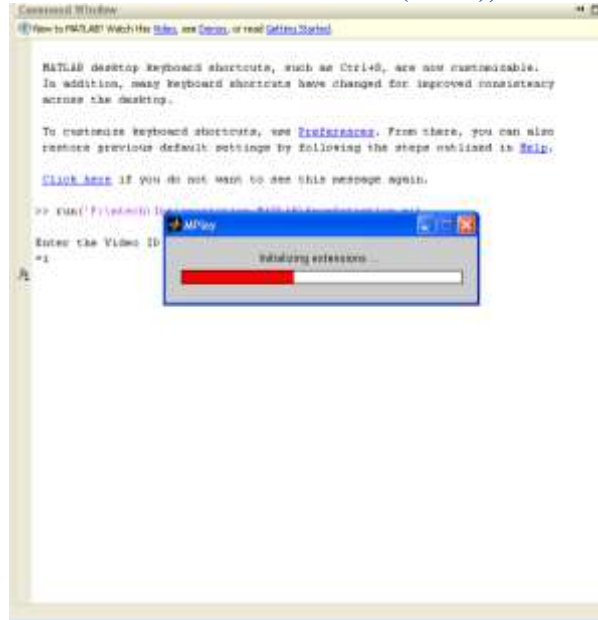 Command Window
New to MATLAB? Watch this Video, see Demos, or read Getting Started.
MATLAB desktop keyboard shortcuts, such as Ctrl+S, are now customizable.
In addition, many keyboard shortcuts have changed for improved consistency
across the desktop.
To customize keyboard shortcuts, use Preferences. From there, you can also
restore previous default settings by following the steps outlined in Help.
Click here if you do not want to see this message again.
>> run('F:\
MPlay
Enter the Video ID
Initializing extensions ...
=1